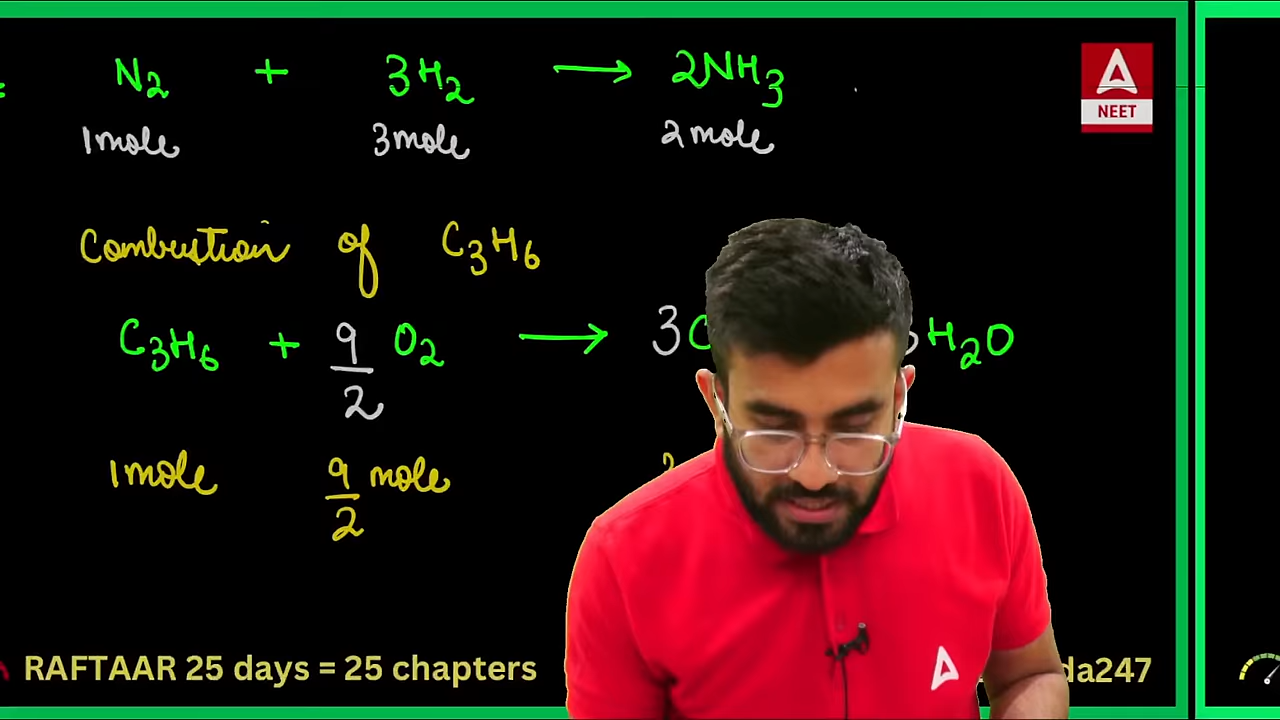 N2 + 3H2 → 2NH3
1mole 3mole 2mole
NEET
Combustion of C3H6
C3H6 + 9/2 O2 → 3 H2O
1mole 9/2 mole
RAFTAAR 25 days = 25 chapters
da247